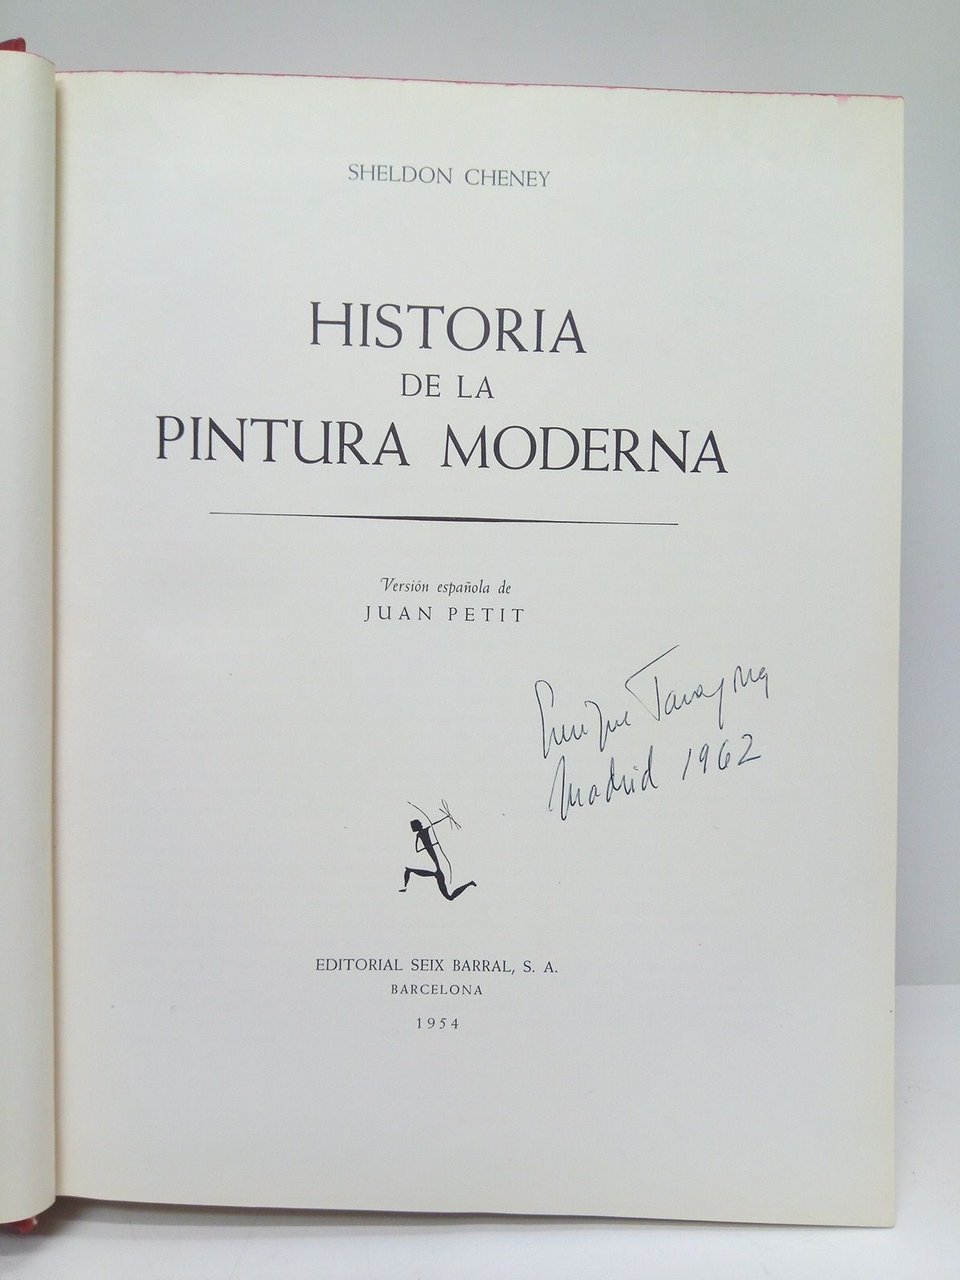 SHELDON CHENEY
HISTORIA
DE LA
PINTURA MODERNA
Versión española de
JUAN PETIT
Enrique
Madrid 1962
EDITORIAL SEIX BARRAL, S. A.
BARCELONA
1954